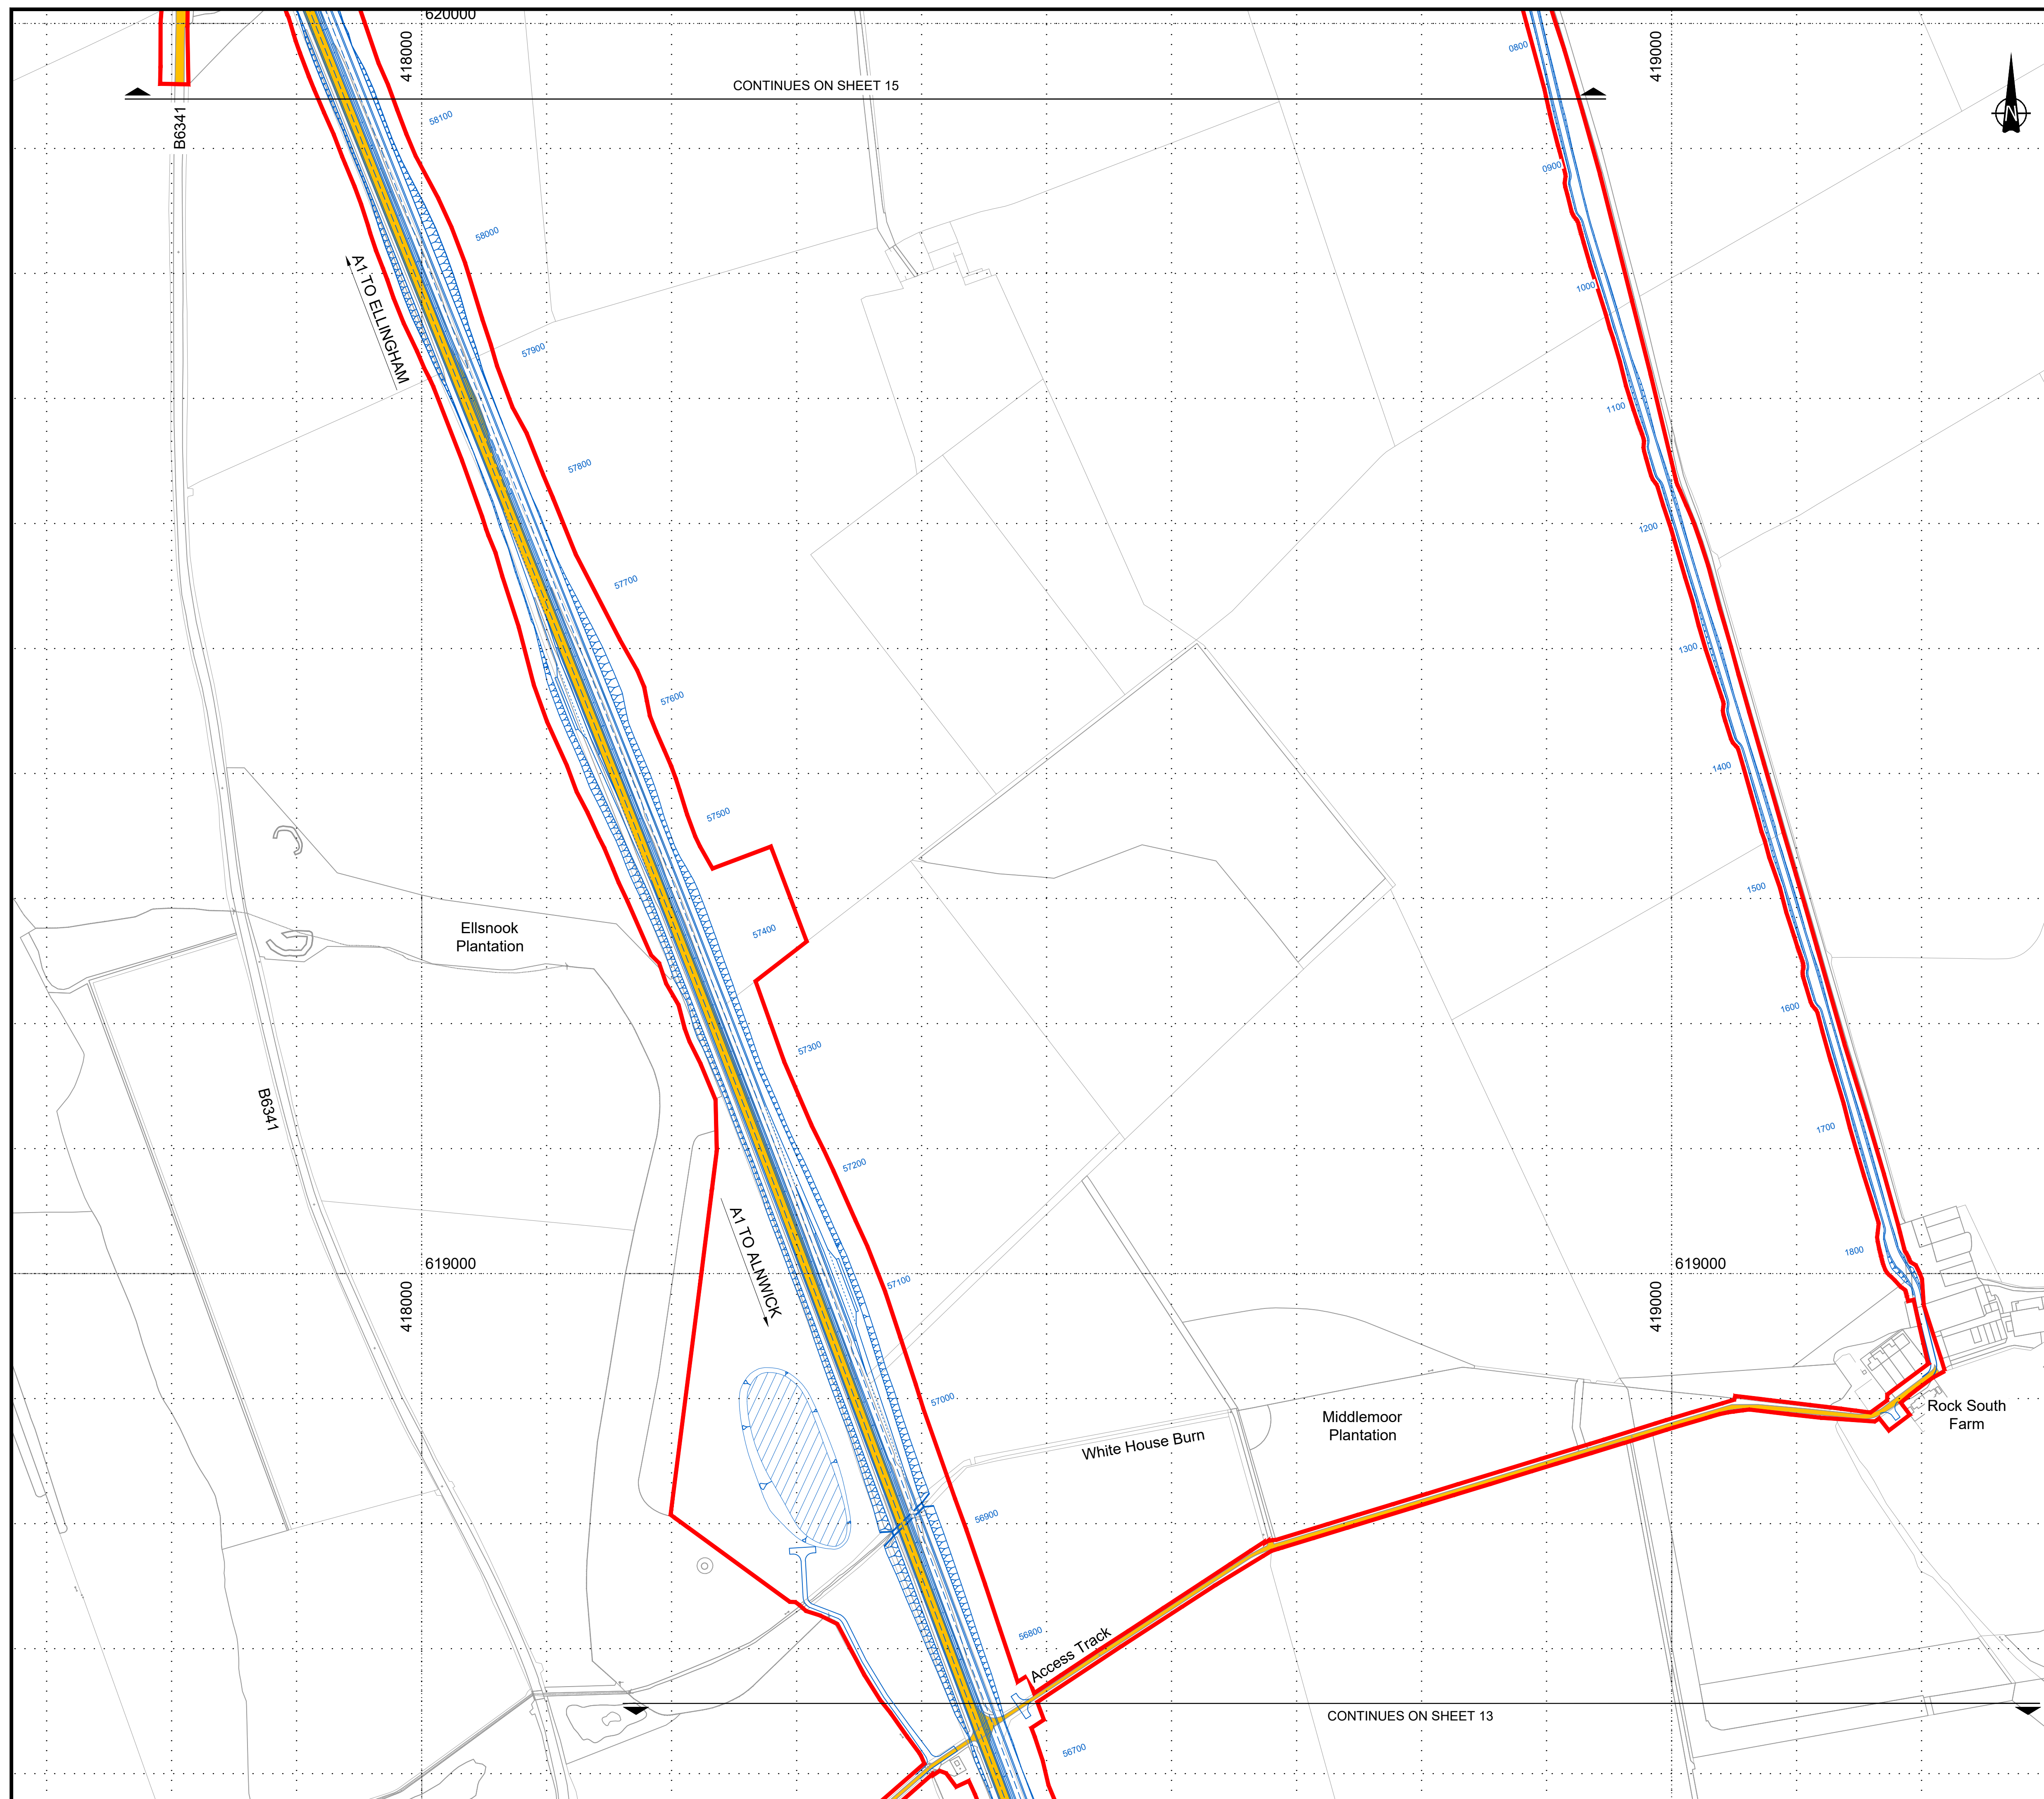 620000
418000
419000
0800
CONTINUES ON SHEET 15
N
B6341
58100
0900
58000
A1 TO ELLINGHAM
1000
57900
1100
57800
1200
57700
1300
57600
1400
57500
1500
Ellsnook
Plantation
57400
1600
57300
B6341
1700
57200
A1 TO ALNWICK
1800
619000
619000
57100
418000
419000
57000
Rock South
Farm
Middlemoor
Plantation
White House Burn
56900
56800
Access Track
CONTINUES ON SHEET 13
56700